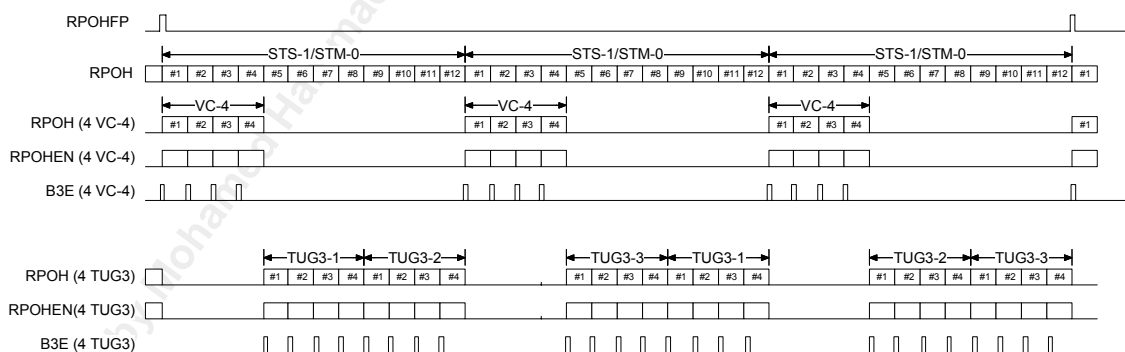 RPOHFP
STS-1/STM-0 STS-1/STM-0 STS-1/STM-0
RPOH #1 #2 #3 #4 #5 #6 #7 #8 #9 #10 #11 #12 #1 #2 #3 #4 #5 #6 #7 #8 #9 #10 #11 #12 #1 #2 #3 #4 #5 #6 #7 #8 #9 #10 #11 #12 #1
VC-4 VC-4 VC-4
RPOH (4 VC-4) #1 #2 #3 #4 #1 #2 #3 #4 #1 #2 #3 #4 #1
RPOHEN (4 VC-4)
B3E (4 VC-4)
TUG3-1 TUG3-2 TUG3-3 TUG3-1 TUG3-2 TUG3-3
RPOH (4 TUG3) #1 #2 #3 #4 #1 #2 #3 #4 #1 #2 #3 #4 #1 #2 #3 #4 #1 #2 #3 #4 #1 #2 #3 #4
RPOHEN(4 TUG3)
B3E (4 TUG3)
by Mohamed